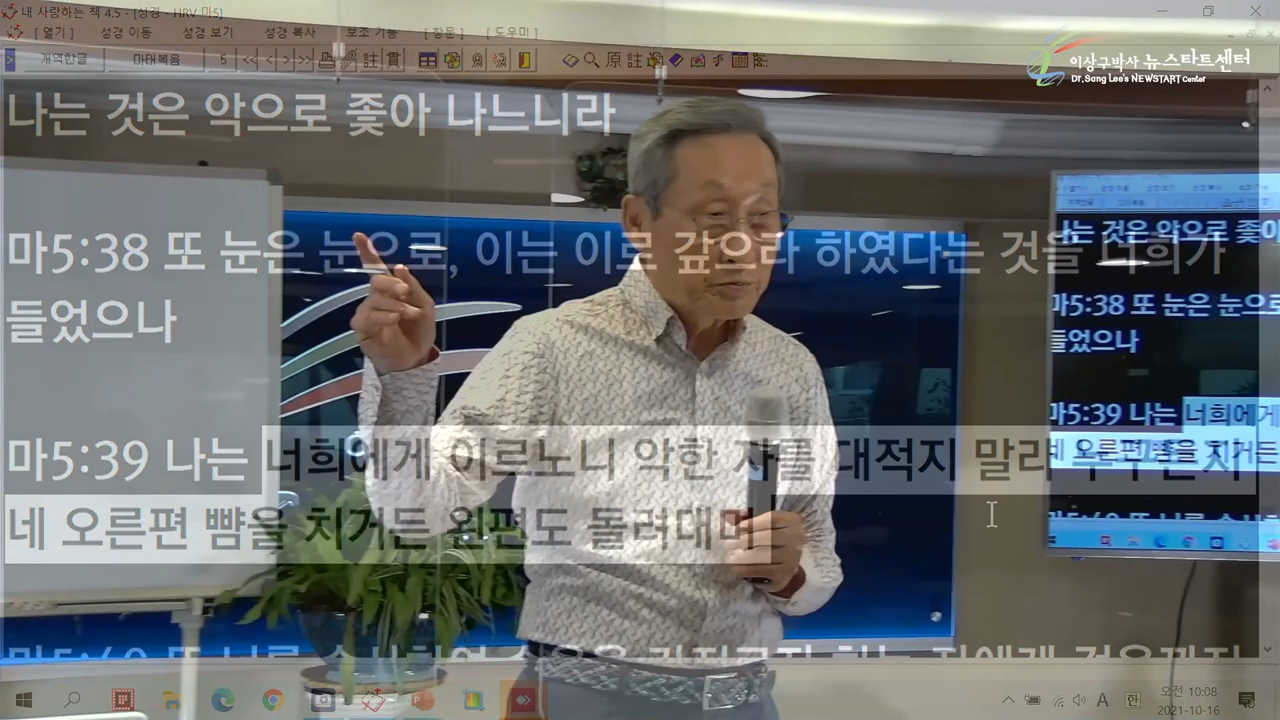 내 사랑하는 책 4.5 - [성경 - HRV 마5]
[ 열기 ] 성경 이동 성경 보기 성경 복사 보조 기능 [ 창문 ] [ 도우미 ]
개역한글 마태복음 5 << < > >> 註 貫 原 註
이상구박사 뉴스타트센터
Dr.Sang Lee's NEWSTART Center
나는 것은 악으로 좇아 나느니라
마5:38 또 눈은 눈으로, 이는 이로 갚으라 하였다는 것을 너희가
들었으나
마5:39 나는 너희에게 이르노니 악한 자를 대적지 말라
네 오른편 뺨을 치거든 왼편도 돌려대며
는 것은 악으로 좇아
마5:38 또 눈은 눈으로
들었으나
마5:39 나는 너희에게
네 오른편 뺨을 치거든
A 한
오전 10:08
2021-10-16